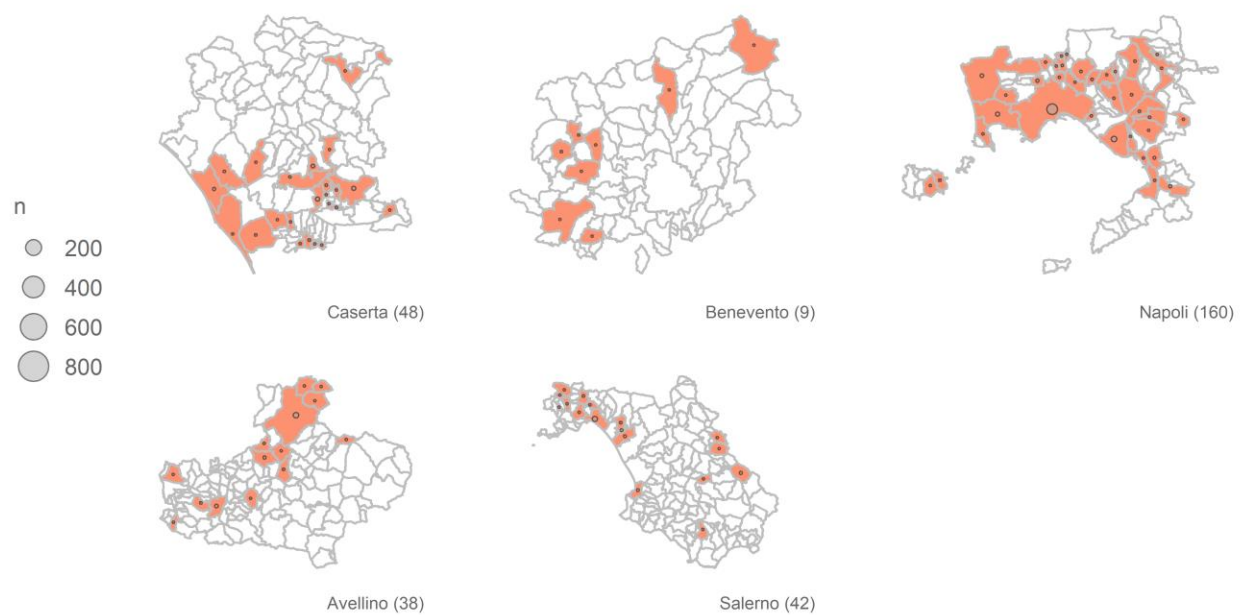 n
200
400
600
800
Caserta (48)
Benevento (9)
Napoli (160)
Avellino (38)
Salerno (42)